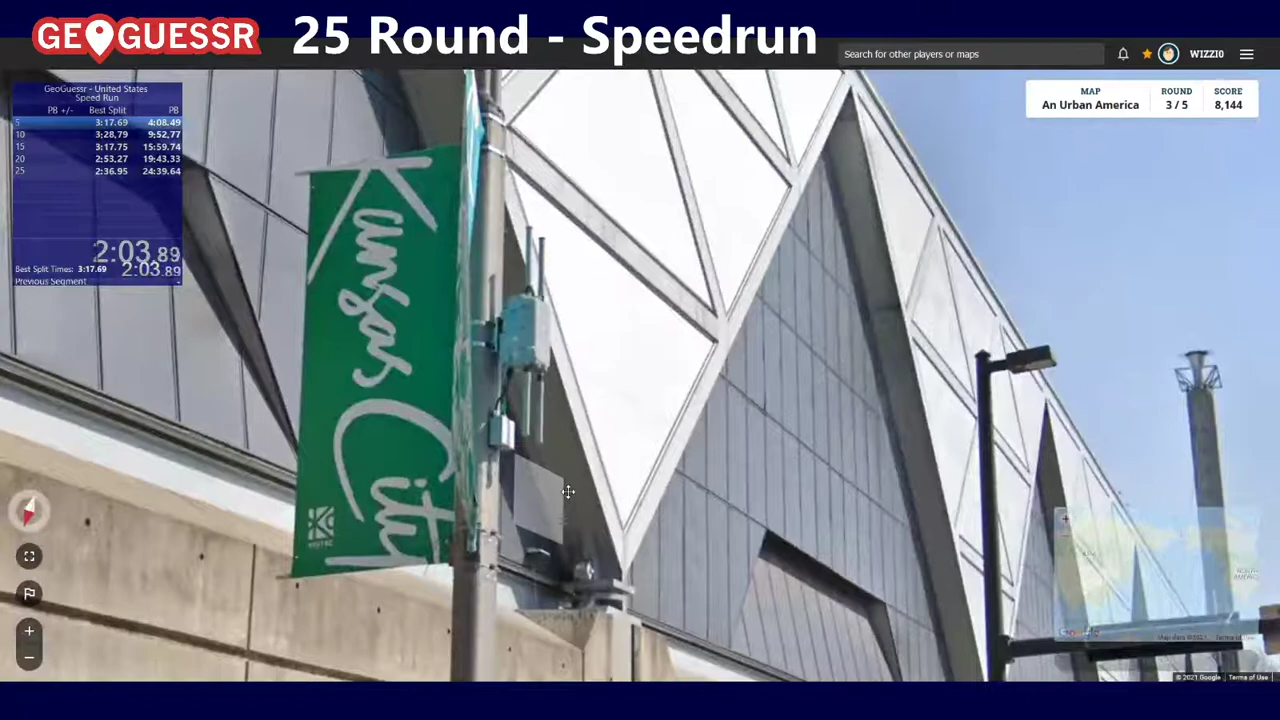 GEOGUESSR
25 Round - Speedrun
Search for other players or maps
WIZZI0
GeoGuessr - United States
Speed Run
PB +/- Best Split PB
5 3:17.69 4:08.49
10 3:28,79 9:52,77
15 3:17.75 15:59.74
20 2:53,27 19:43.33
25 2:36.95 24:39.64
2:03.89
Best Split Times: 3:17.69 2:03.89
Previous Segment -
MAP ROUND SCORE
An Urban America 3 / 5 8,144
Kansas
City
KC
Google
© 2021 Google Terms of Use